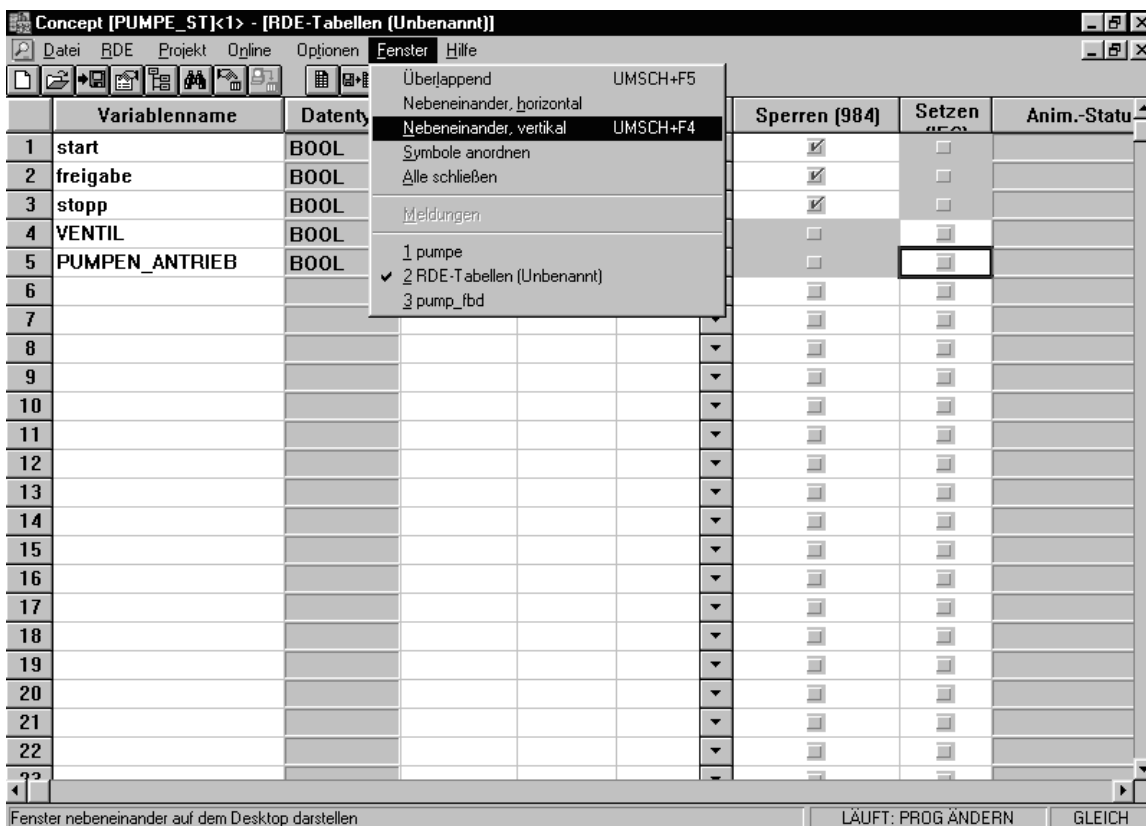 Concept [PUMPE_ST]<1> - [RDE-Tabellen (Unbenannt)]
Datei RDE Projekt Online Optionen Fenster Hilfe
Überlappend UMSCH+F5
Nebeneinander, horizontal
Nebeneinander, vertikal UMSCH+F4
Symbole anordnen
Alle schließen
Meldungen
1 pumpe
2 RDE-Tabellen (Unbenannt)
3 pump_fbd
Variablenname Datenty Sperren (984) Setzen Anim.-Statu
1 start BOOL
2 freigabe BOOL
3 stopp BOOL
4 VENTIL BOOL
5 PUMPEN_ANTRIEB BOOL
6
7
8
9
10
11
12
13
14
15
16
17
18
19
20
21
22
Fenster nebeneinander auf dem Desktop darstellen LÄUFT: PROG ÄNDERN GLEICH